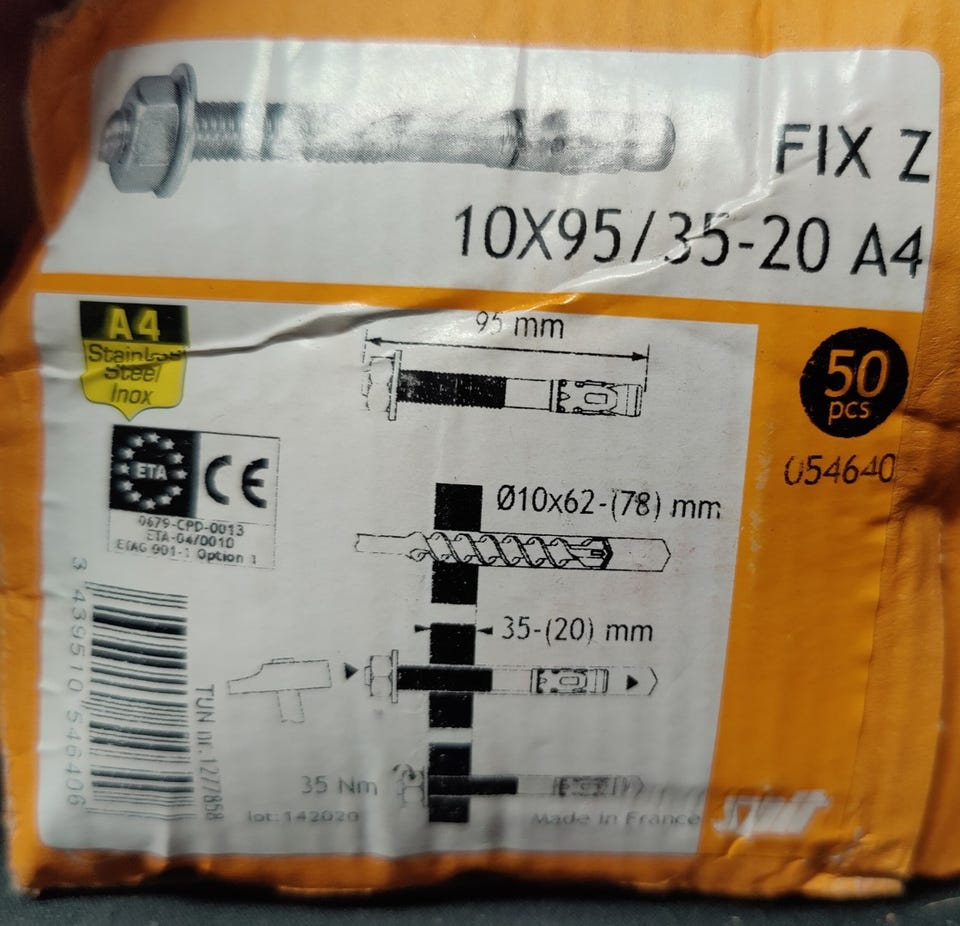 FIX Z
10X95/35-20 A4
A4
Stainless
Steel
Inox
95 mm
50
pcs
054640
ETA
CE
0679-CPD-0013
ETA-04/0010
ETAG 001-1 Option 1
Ø10x62-(78) mm
35-(20) mm
3 439510 546406
TUN nr.1277858
35 Nm
lot:142020
Made in France
Spit